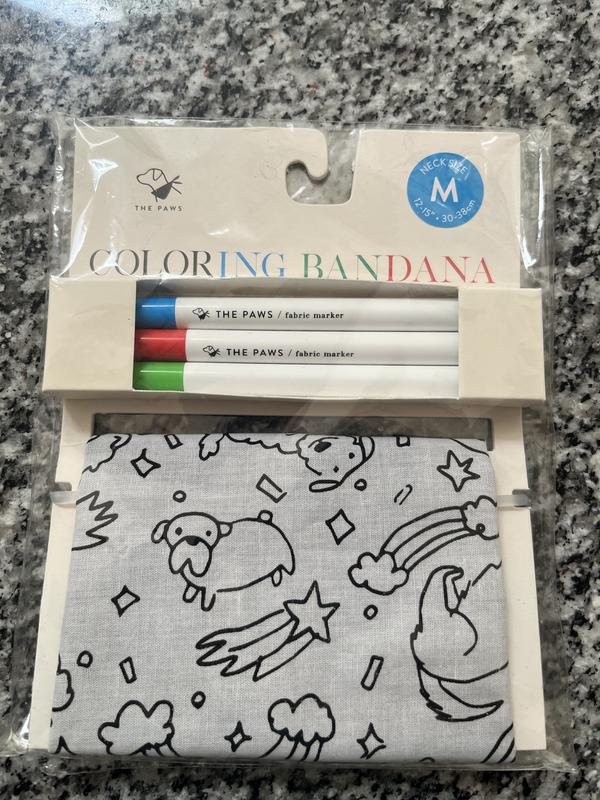 THE PAWS
NECK SIZE
M
12-15" • 30-38cm
COLORING BANDANA
THE PAWS / fabric marker
THE PAWS / fabric marker